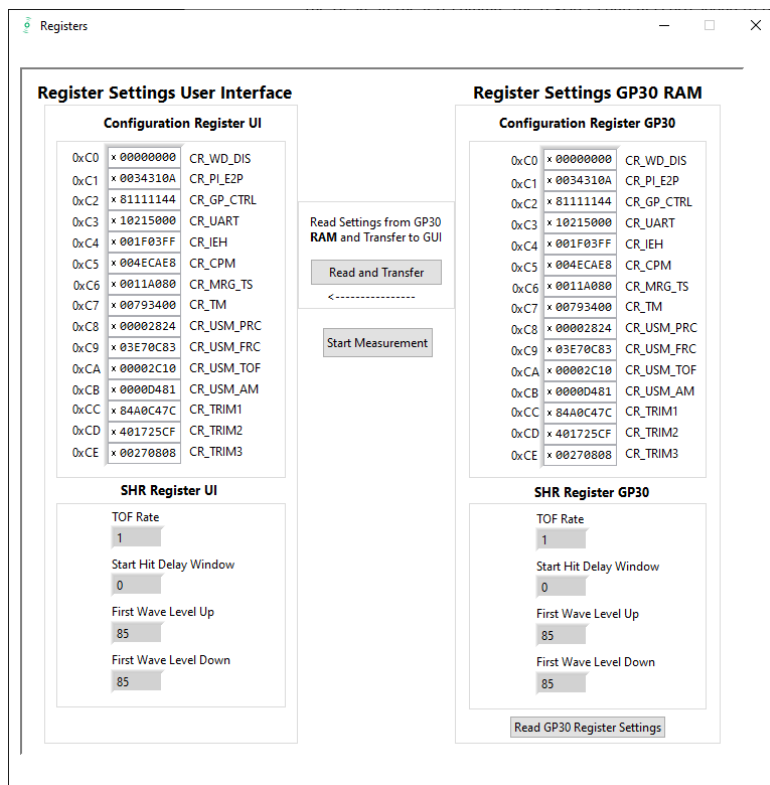 Registers
Register Settings User Interface
Configuration Register UI
0xC0 x 00000000 CR_WD_DIS
0xC1 x 0034310A CR_PI_E2P
0xC2 x 81111144 CR_GP_CTRL
0xC3 x 10215000 CR_UART
0xC4 x 001F03FF CR_IEH
0xC5 x 004ECAE8 CR_CPM
0xC6 x 0011A080 CR_MRG_TS
0xC7 x 00793400 CR_TM
0xC8 x 00002824 CR_USM_PRC
0xC9 x 03E70C83 CR_USM_FRC
0xCA x 00002C10 CR_USM_TOF
0xCB x 0000D481 CR_USM_AM
0xCC x 84A0C47C CR_TRIM1
0xCD x 401725CF CR_TRIM2
0xCE x 00270808 CR_TRIM3
SHR Register UI
TOF Rate
1
Start Hit Delay Window
0
First Wave Level Up
85
First Wave Level Down
85
Read Settings from GP30
RAM and Transfer to GUI
Read and Transfer
<----------------
Start Measurement
Register Settings GP30 RAM
Configuration Register GP30
0xC0 x 00000000 CR_WD_DIS
0xC1 x 0034310A CR_PI_E2P
0xC2 x 81111144 CR_GP_CTRL
0xC3 x 10215000 CR_UART
0xC4 x 001F03FF CR_IEH
0xC5 x 004ECAE8 CR_CPM
0xC6 x 0011A080 CR_MRG_TS
0xC7 x 00793400 CR_TM
0xC8 x 00002824 CR_USM_PRC
0xC9 x 03E70C83 CR_USM_FRC
0xCA x 00002C10 CR_USM_TOF
0xCB x 0000D481 CR_USM_AM
0xCC x 84A0C47C CR_TRIM1
0xCD x 401725CF CR_TRIM2
0xCE x 00270808 CR_TRIM3
SHR Register GP30
TOF Rate
1
Start Hit Delay Window
0
First Wave Level Up
85
First Wave Level Down
85
Read GP30 Register Settings